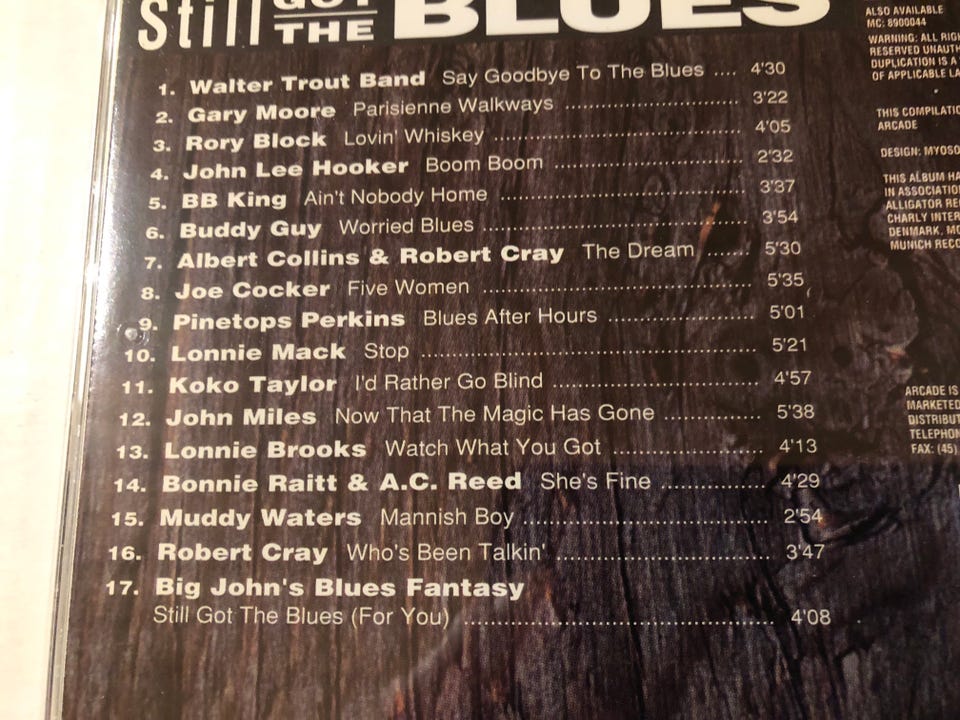 Still GOT THE BLUES
1. Walter Trout Band Say Goodbye To The Blues .... 4'30
2. Gary Moore Parisienne Walkways ........................ 3'22
3. Rory Block Lovin' Whiskey ................................... 4'05
4. John Lee Hooker Boom Boom .......................... 2'32
5. BB King Ain't Nobody Home .................................. 3'37
6. Buddy Guy Worried Blues ..................................... 3'54
7. Albert Collins & Robert Cray The Dream ....... 5'30
8. Joe Cocker Five Women ...................................... 5'35
9. Pinetops Perkins Blues After Hours ..................... 5'01
10. Lonnie Mack Stop ................................................ 5'21
11. Koko Taylor I'd Rather Go Blind ............................. 4'57
12. John Miles Now That The Magic Has Gone .............. 5'38
13. Lonnie Brooks Watch What You Got ..................... 4'13
14. Bonnie Raitt & A.C. Reed She's Fine ............... 4'29
15. Muddy Waters Mannish Boy ................................... 2'54
16. Robert Cray Who's Been Talkin' .............................. 3'47
17. Big John's Blues Fantasy
Still Got The Blues (For You) ............................................ 4'08
ALSO AVAILABLE
MC: 8900044
WARNING: ALL
RESERVED
DUPLICATION IS A
OF APPLICABLE
THIS
ARCADE
DESIGN:
THIS ALBUM
IN
ALLIGATOR
CHARLY
DENMARK,
MUNICH
ARCADE IS
MARKETED
FAX: (45)